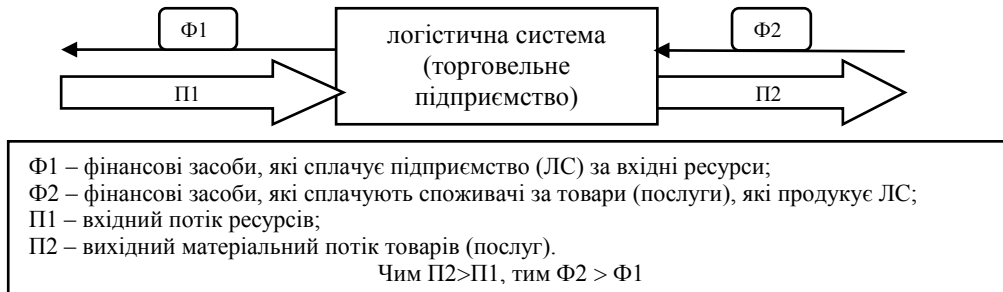 Ф1
логістична система
(торговельне
підприємство)
Ф2
П1
П2
Ф1 – фінансові засоби, які сплачує підприємство (ЛС) за вхідні ресурси;
Ф2 – фінансові засоби, які сплачують споживачі за товари (послуги), які продукує ЛС;
П1 – вхідний потік ресурсів;
П2 – вихідний матеріальний потік товарів (послуг).
Чим П2>П1, тим Ф2 > Ф1